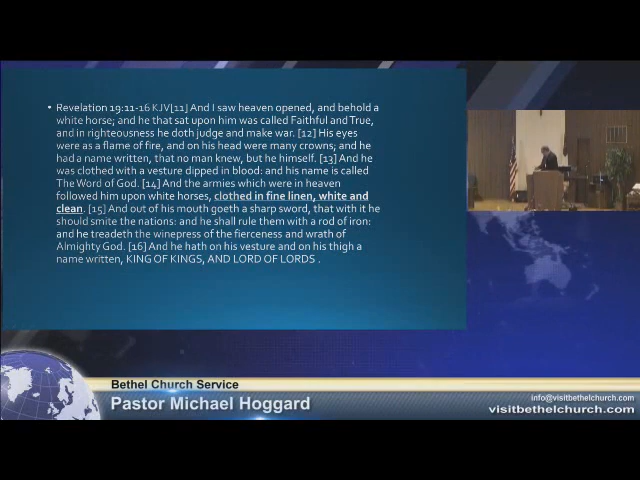 • Revelation 19:11-16 KJV[11] And I saw heaven opened, and behold a
white horse; and he that sat upon him was called Faithful and True,
and in righteousness he doth judge and make war. [12] His eyes
were as a flame of fire, and on his head were many crowns; and he
had a name written, that no man knew, but he himself. [13] And he
was clothed with a vesture dipped in blood: and his name is called
The Word of God. [14] And the armies which were in heaven
followed him upon white horses, clothed in fine linen, white and
clean. [15] And out of his mouth goeth a sharp sword, that with it he
should smite the nations: and he shall rule them with a rod of iron:
and he treadeth the winepress of the fierceness and wrath of
Almighty God. [16] And he hath on his vesture and on his thigh a
name written, KING OF KINGS, AND LORD OF LORDS .
Bethel Church Service
Pastor Michael Hoggard
info@visitbethelchurch.com
visitbethelchurch.com